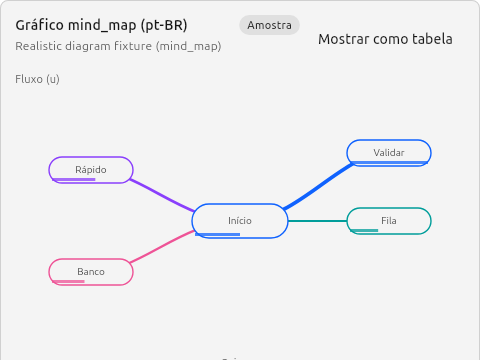 Gráfico mind_map (pt-BR)
Amostra
Mostrar como tabela
Realistic diagram fixture (mind_map)
Fluxo (u)
Validar
Rápido
Início
Fila
Banco